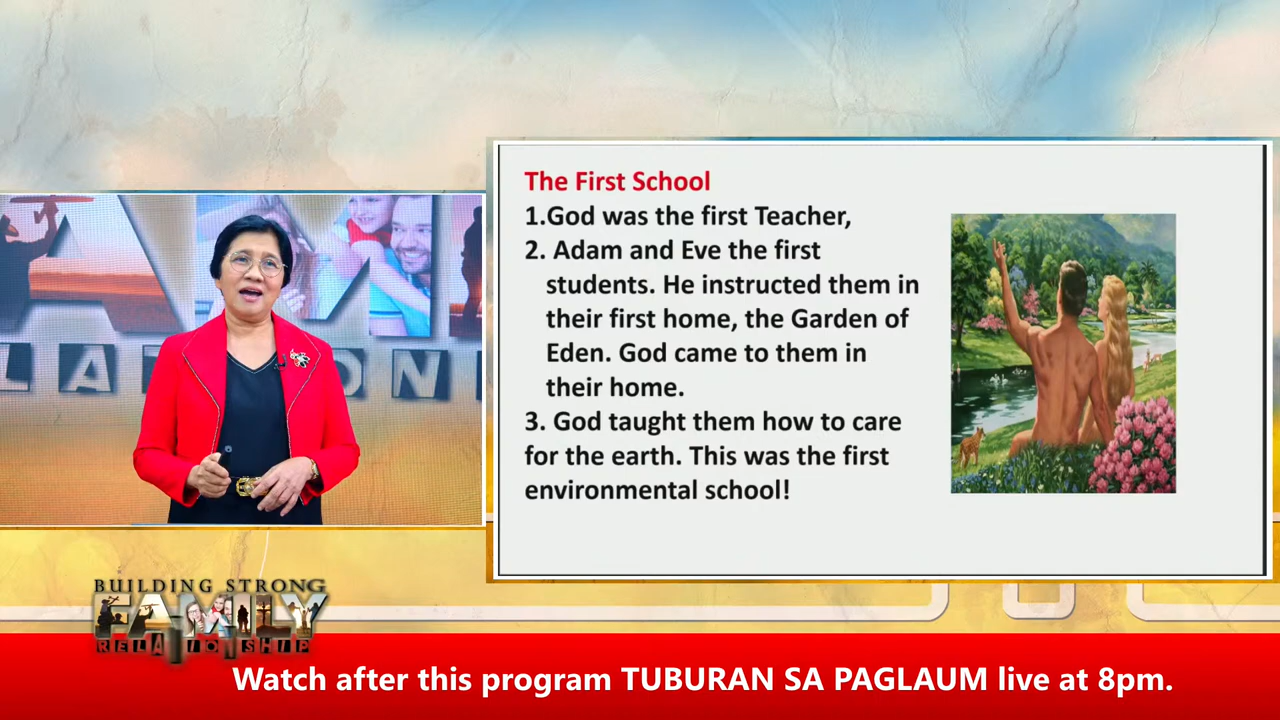 The First School
1.God was the first Teacher,
2. Adam and Eve the first
students. He instructed them in
their first home, the Garden of
Eden. God came to them in
their home.
3. God taught them how to care
for the earth. This was the first
environmental school!
BUILDING STRONG
FAMILY
RELATIONSHIP
Watch after this program TUBURAN SA PAGLAUM live at 8pm.